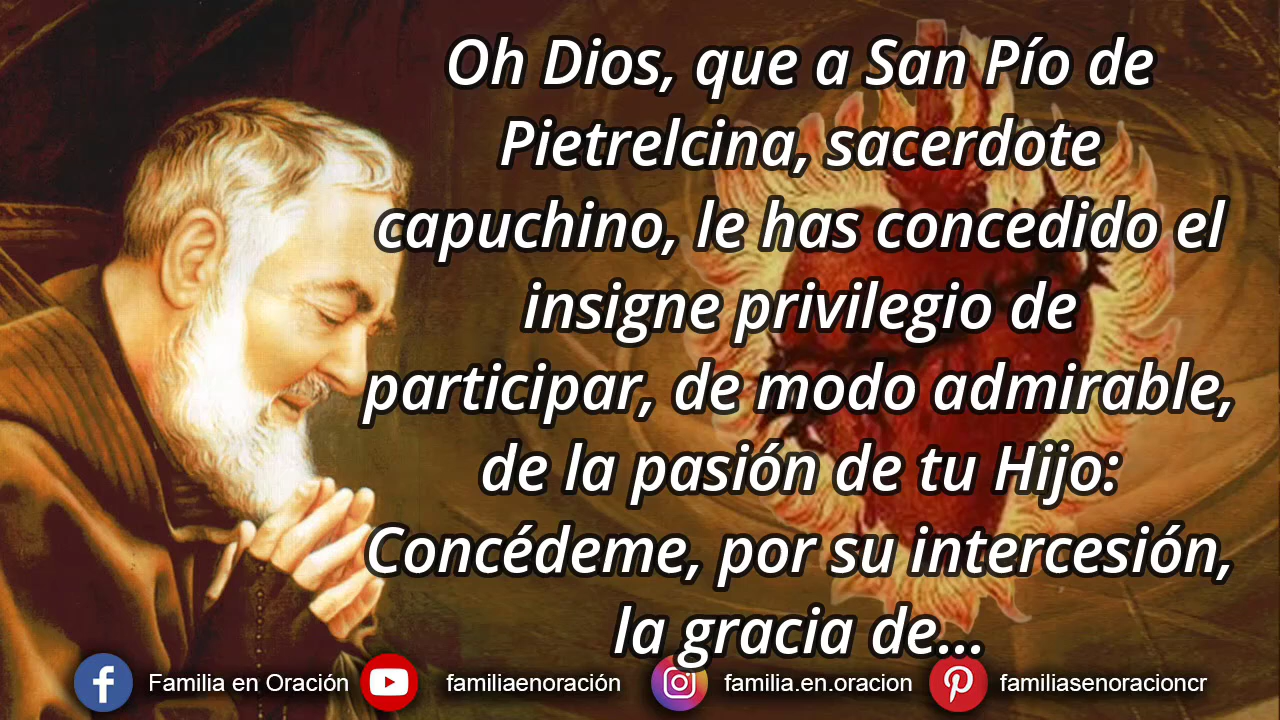 Oh Dios, que a San Pío de
Pietrelcina, sacerdote
capuchino, le has concedido el
insigne privilegio de
participar, de modo admirable,
de la pasión de tu Hijo:
Concédeme, por su intercesión,
la gracia de...
Familia en Oración familiaenoración familia.en.oracion familiasenoracioncr